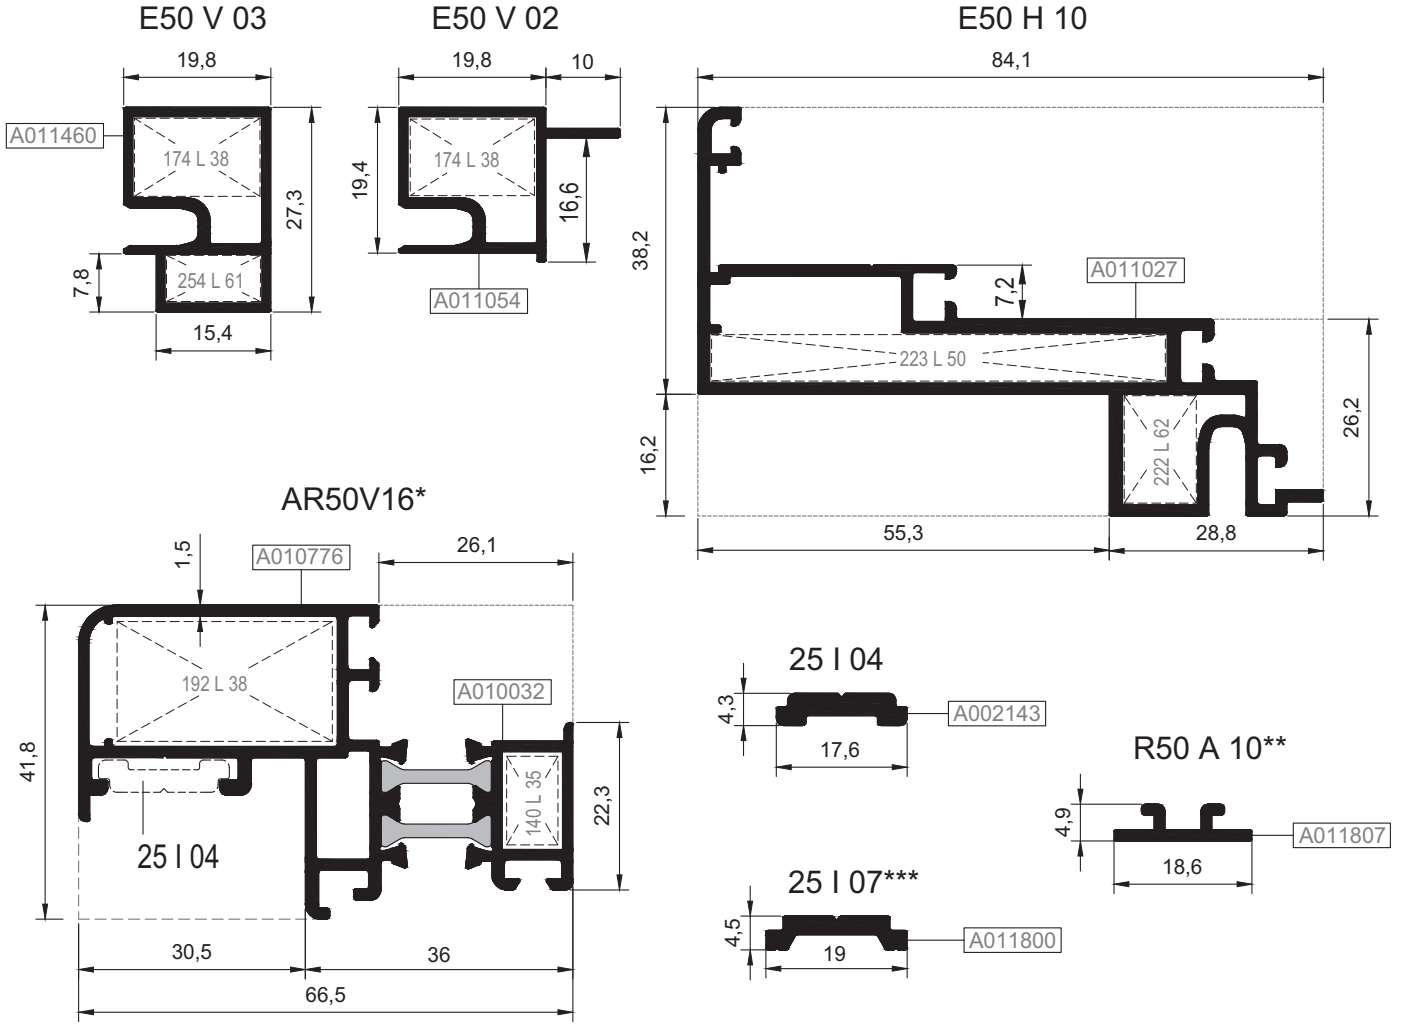 E50 V 03
E50 V 02
E50 H 10
19,8
19,8
10
84,1
A011460
174 L 38
174 L 38
27,3
19,4
16,6
38,2
7,8
254 L 61
15,4
A011054
7,2
A011027
223 L 50
222 L 62
16,2
26,2
55,3
28,8
AR50V16*
1,5
A010776
26,1
192 L 38
A010032
41,8
140 L 35
22,3
25 I 04
30,5
36
66,5
25 I 04
4,3
A002143
17,6
R50 A 10**
4,9
A011807
18,6
25 I 07***
4,5
A011800
19